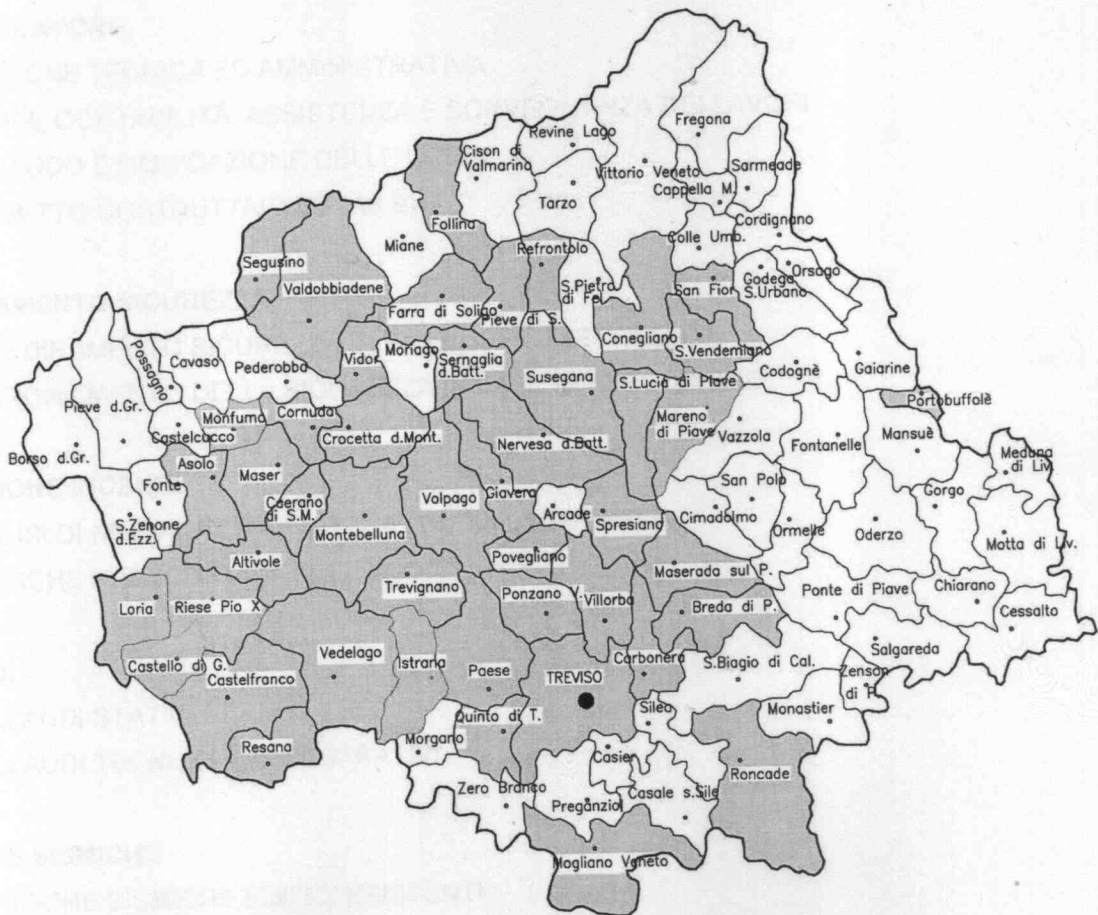 Fregona
Revine Lago
Cison di
Valmarina
Vittorio Veneto
Sarmeade
Cappella M.
Tarzo
Follina
Cordignano
Miane
Refrontolo
Colle Umb.
Segusino
Orsago
Godega
S.Urbano
Valdobbiadene
S.Pietro
di Fel.
San Fior
Farra di Soligo
Pieve di S.
Conegliano
S.Vendemiano
Possagno
Cavaso
Pederobba
Vidor
Moriago
Sernaglia
d.Batt.
Susegana
S.Lucia di Piave
Codognè
Gaiarine
Portobuffolè
Pieve d.Gr.
Monfumo
Cornuda
Mareno
di Piave
Castelcucco
Crocetta d.Mont.
Nervesa d.Batt.
Vazzola
Fontanelle
Mansuè
Borso d.Gr.
Asolo
Maser
Meduna
di Liv.
Fonte
Caerano
di S.M.
Volpago
Giavera
San Polo
Gorgo
S.Zenone
d.Ezz.
Montebelluna
Arcade
Spresiano
Cimadolmo
Ormelle
Oderzo
Motta di Liv.
Altivole
Povegliano
Maserada sul P.
Loria
Riese Pio X
Trevignano
Ponzano V.
Villorba
Breda di P.
Ponte di Piave
Chiarano
Cessalto
Castello di G.
Castelfranco
Vedelago
Istrana
Paese
TREVISO
Carbonera
S.Biagio di Cal.
Salgareda
Zenson
di P.
Resana
Morgano
Quinto di T.
Silea
Monastier
Casier
Roncade
Zero Branco
Preganziol
Casale s.Sile
Mogliano Veneto